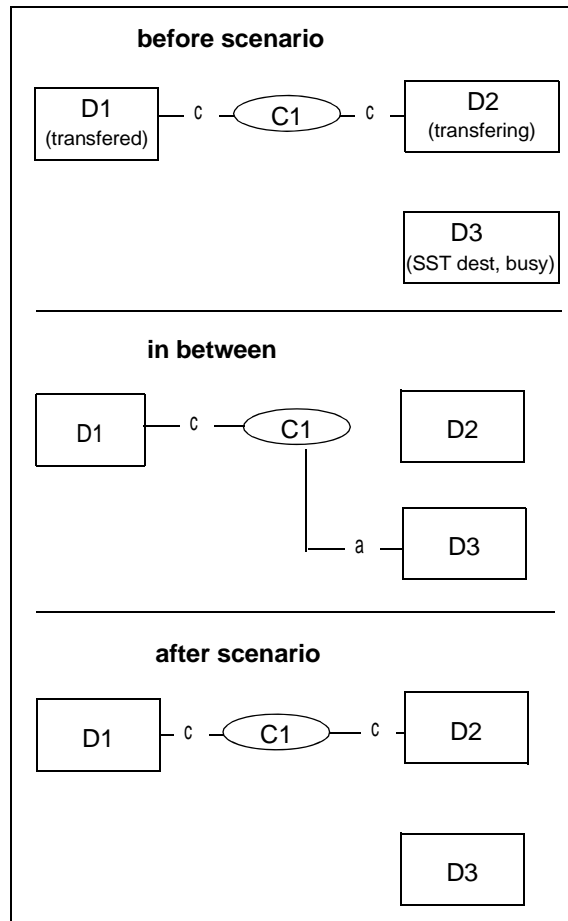 before scenario
D1
(transfered)
c
C1
c
D2
(transfering)
D3
(SST dest, busy)
in between
D1
c
C1
D2
a
D3
after scenario
D1
c
C1
c
D2
D3